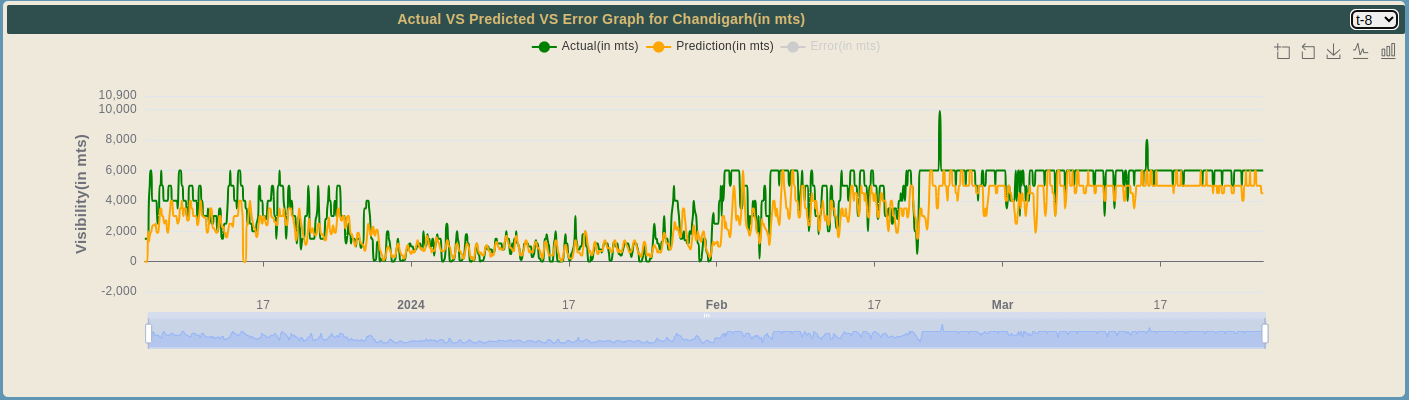 Actual VS Predicted VS Error Graph for Chandigarh(in mts)
t-8
Actual(in mts) Prediction(in mts) Error(in mts)
Visibility(in mts)
10,900
10,000
8,000
6,000
4,000
2,000
0
-2,000
17 2024 17 Feb 17 Mar 17